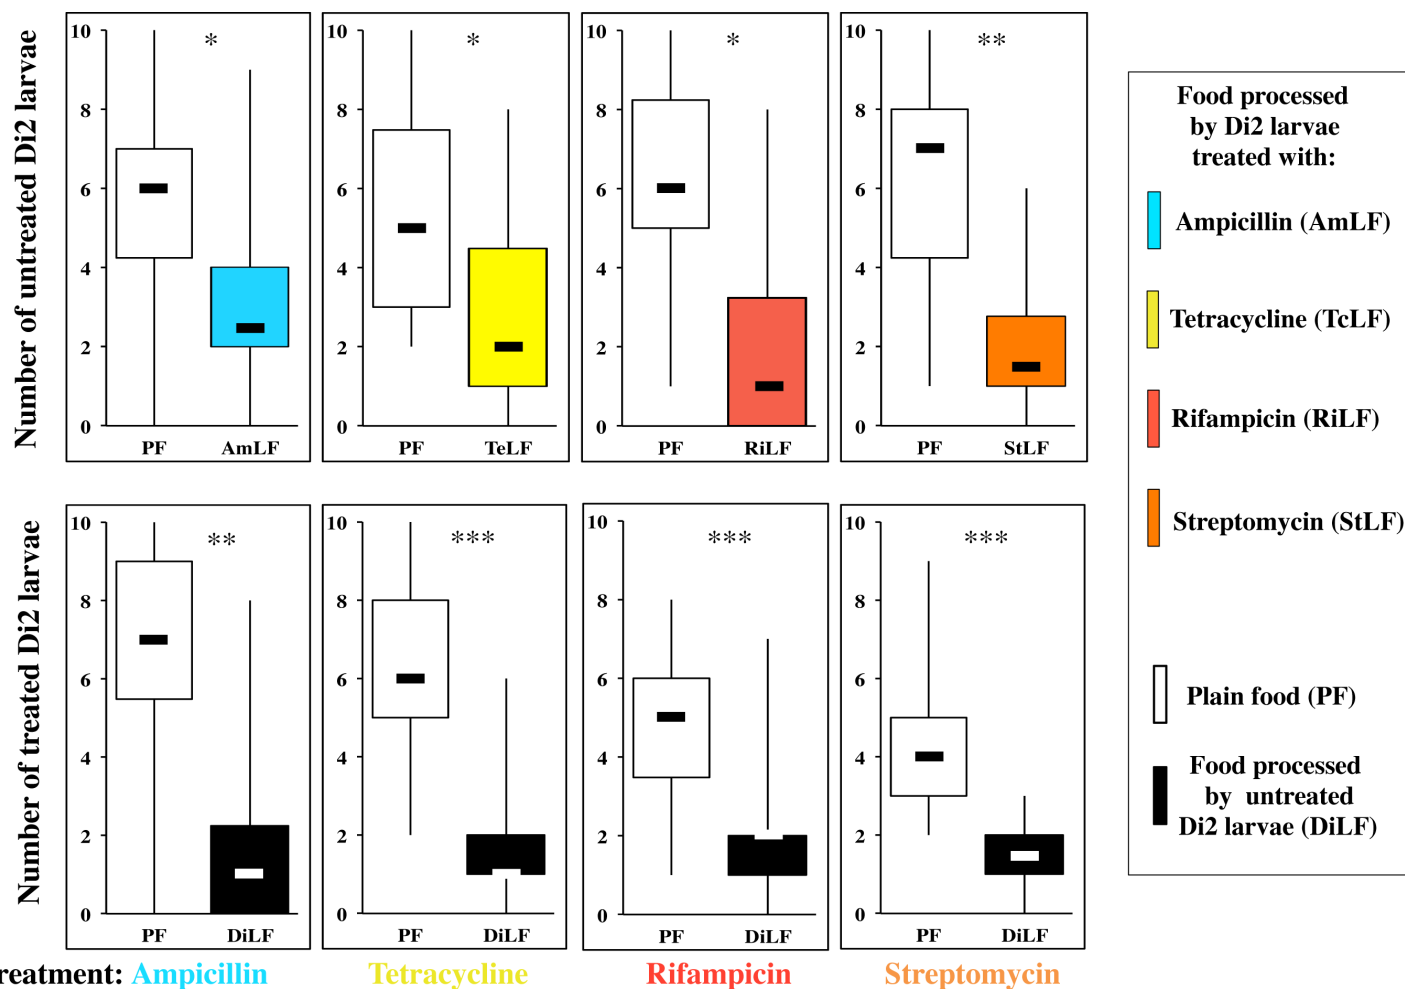 Number of untreated Di2 larvae
10
8
6
4
2
0
*
PF AmLF
10
8
6
4
2
0
*
PF TeLF
10
8
6
4
2
0
*
PF RiLF
10
8
6
4
2
0
**
PF StLF
Number of treated Di2 larvae
10
8
6
4
2
0
**
PF DiLF
10
8
6
4
2
0
***
PF DiLF
10
8
6
4
2
0
***
PF DiLF
10
8
6
4
2
0
***
PF DiLF
reatment: Ampicillin Tetracycline Rifampicin Streptomycin
Food processed
by Di2 larvae
treated with:
Ampicillin (AmLF)
Tetracycline (TcLF)
Rifampicin (RiLF)
Streptomycin (StLF)
Plain food (PF)
Food processed
by untreated
Di2 larvae (DiLF)